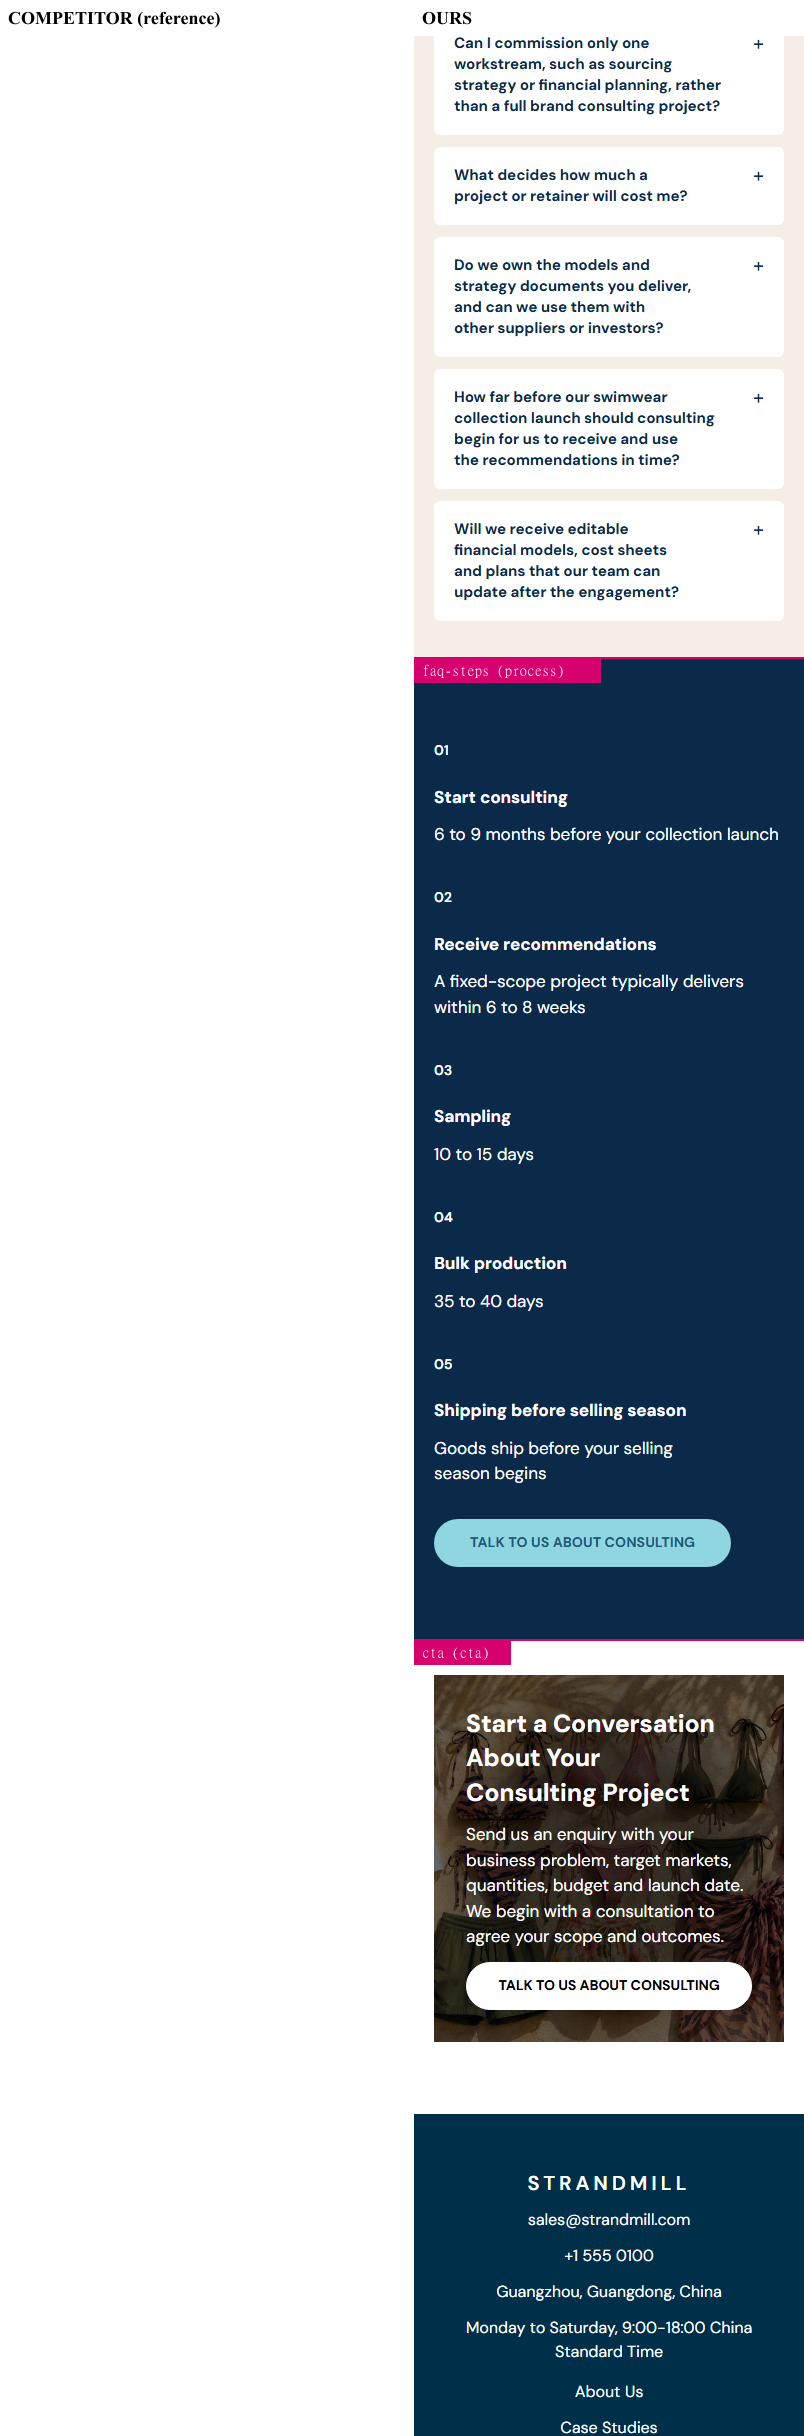 COMPETITOR (reference)
OURS
Can I commission only one
workstream, such as sourcing
strategy or financial planning, rather
than a full brand consulting project?
+
What decides how much a
project or retainer will cost me?
+
Do we own the models and
strategy documents you deliver,
and can we use them with
other suppliers or investors?
+
How far before our swimwear
collection launch should consulting
begin for us to receive and use
the recommendations in time?
+
Will we receive editable
financial models, cost sheets
and plans that our team can
update after the engagement?
+
faq-steps (process)
01
Start consulting
6 to 9 months before your collection launch
02
Receive recommendations
A fixed-scope project typically delivers
within 6 to 8 weeks
03
Sampling
10 to 15 days
04
Bulk production
35 to 40 days
05
Shipping before selling season
Goods ship before your selling
season begins
TALK TO US ABOUT CONSULTING
cta (cta)
Start a Conversation
About Your
Consulting Project
Send us an enquiry with your
business problem, target markets,
quantities, budget and launch date.
We begin with a consultation to
agree your scope and outcomes.
TALK TO US ABOUT CONSULTING
STRANDMILL
sales@strandmill.com
+1 555 0100
Guangzhou, Guangdong, China
Monday to Saturday, 9:00-18:00 China
Standard Time
About Us
Case Studies